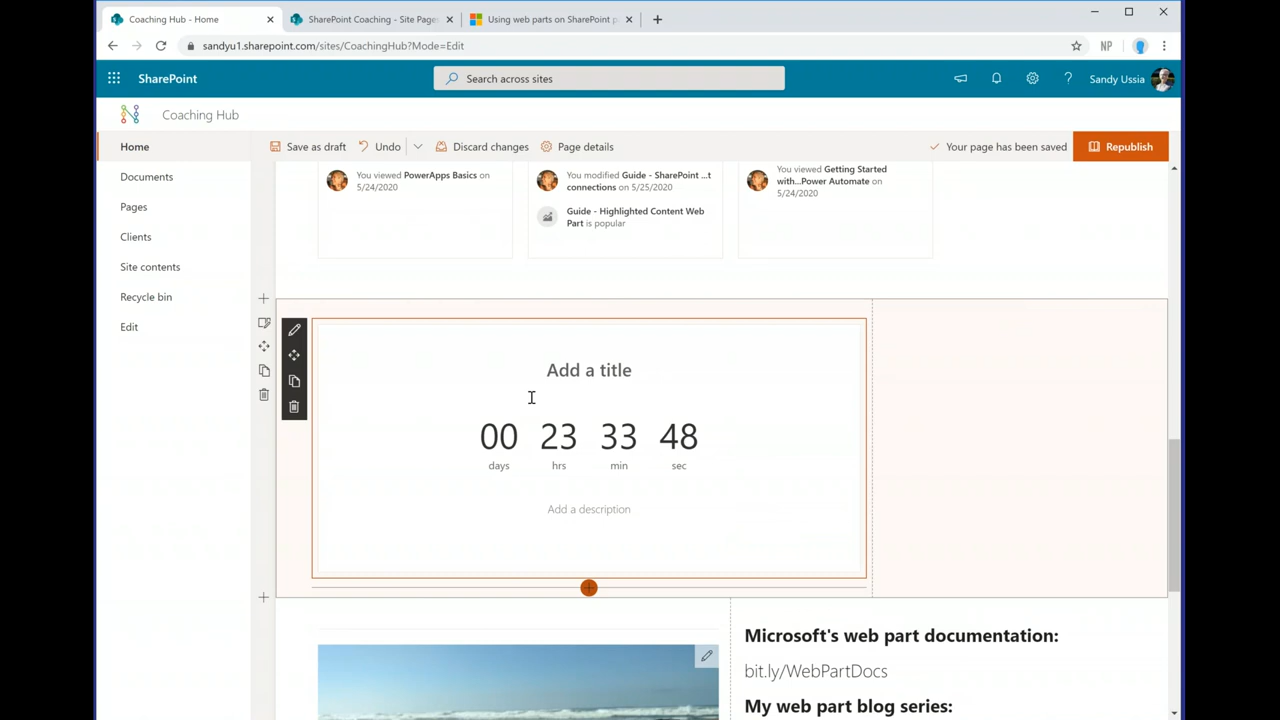 Coaching Hub - Home
SharePoint Coaching - Site Pages
Using web parts on SharePoint p
sandyu1.sharepoint.com/sites/CoachingHub?Mode=Edit
NP
SharePoint
Search across sites
?
Sandy Ussia
Coaching Hub
Home
Save as draft
Undo
Discard changes
Page details
Your page has been saved
Republish
Documents
Pages
Clients
Site contents
Recycle bin
Edit
You viewed PowerApps Basics on
5/24/2020
You modified Guide - SharePoint ...t
connections on 5/25/2020
Guide - Highlighted Content Web
Part is popular
You viewed Getting Started
with...Power Automate on
5/24/2020
Add a title
00 23 33 48
days hrs min sec
Add a description
Microsoft's web part documentation:
bit.ly/WebPartDocs
My web part blog series: